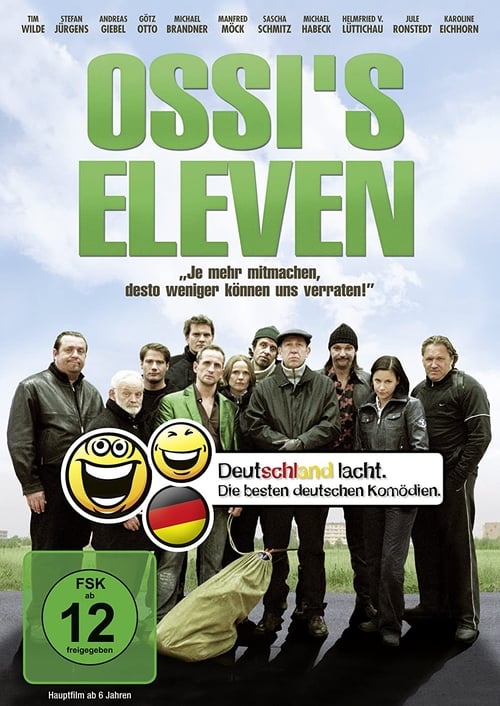 TIM STEFAN ANDREAS GÖTZ MICHAEL MANFRED SASCHA MICHAEL HELMFRIED V. JULE KAROLINE
WILDE JÜRGENS GIEBEL OTTO BRANDNER MÖCK SCHMITZ HABECK LÜTTICHAU RONSTEDT EICHHORN
OSSI'S
ELEVEN
„Je mehr mitmachen,
desto weniger können uns verraten!"
Deutschland lacht.
Die besten deutschen Komödien.
FSK
ab
12
freigegeben
Hauptfilm ab 6 Jahren